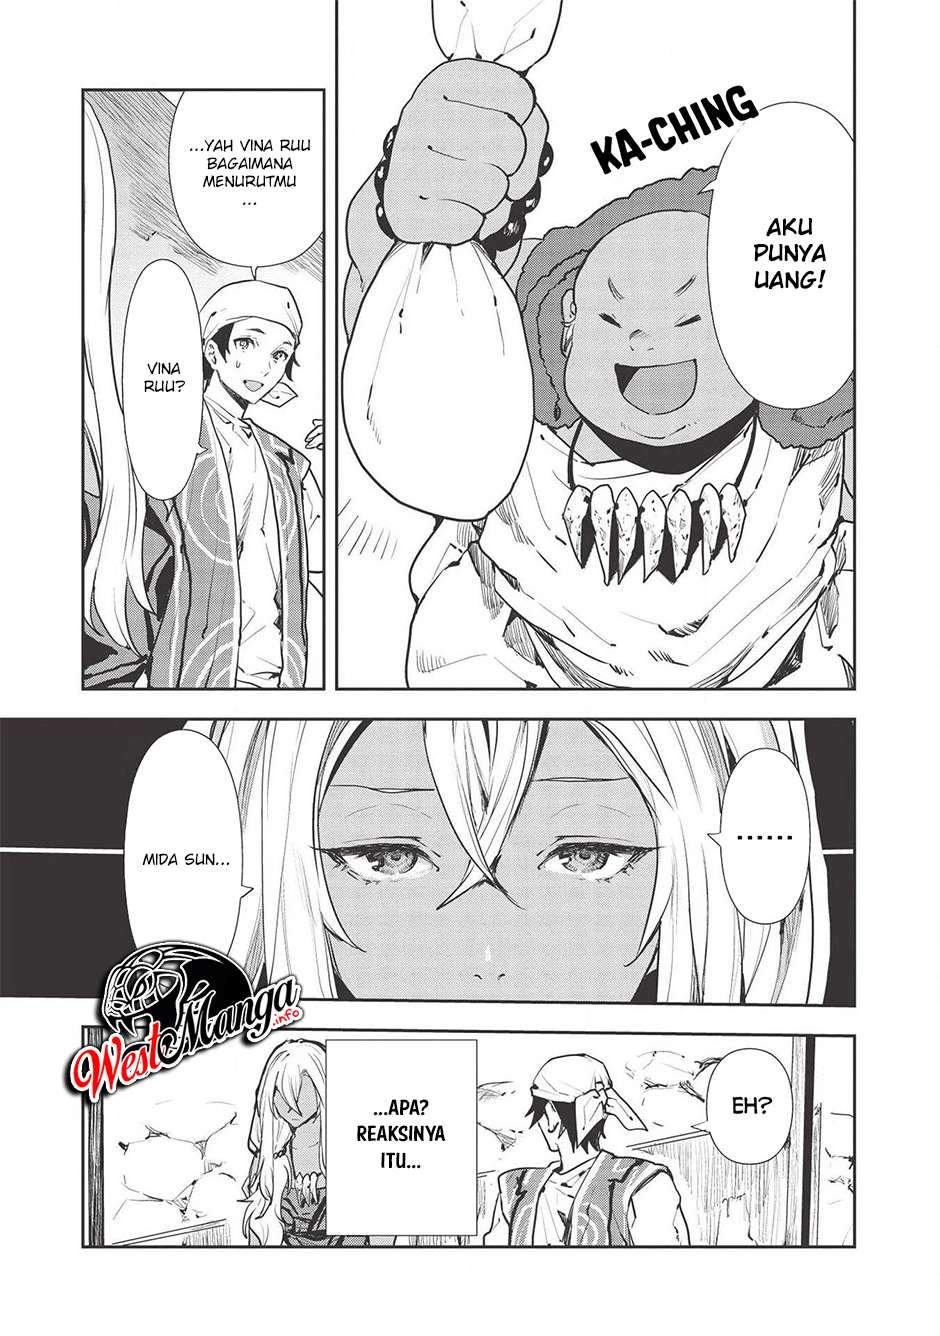 KA-CHING
AKU
PUNYA
UANG!
...YAH VINA RUU
BAGAIMANA
MENURUTMU
...
VINA
RUU?
......
MIDA SUN...
WestManga
.info
EH?
...APA?
REAKSINYA
ITU...